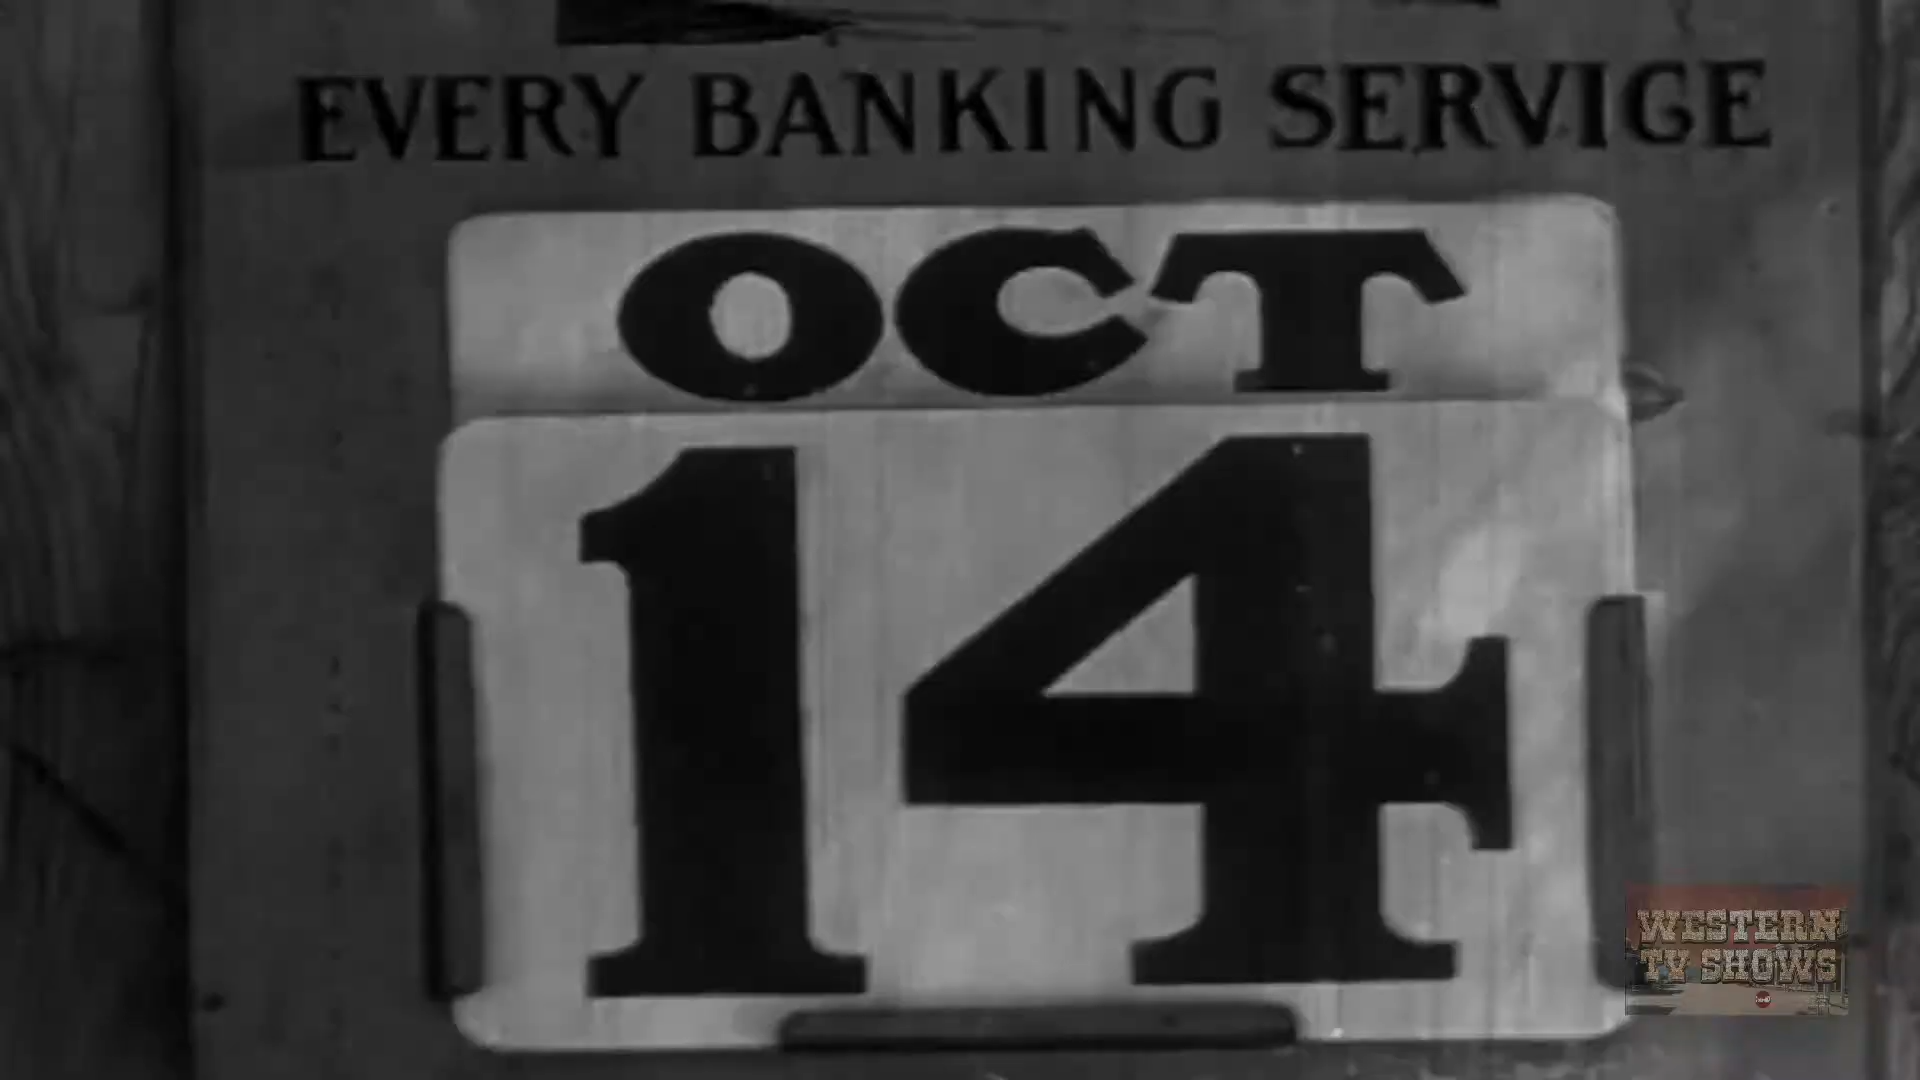 EVERY BANKING SERVICE
OCT
14
WESTERN
TV SHOWS